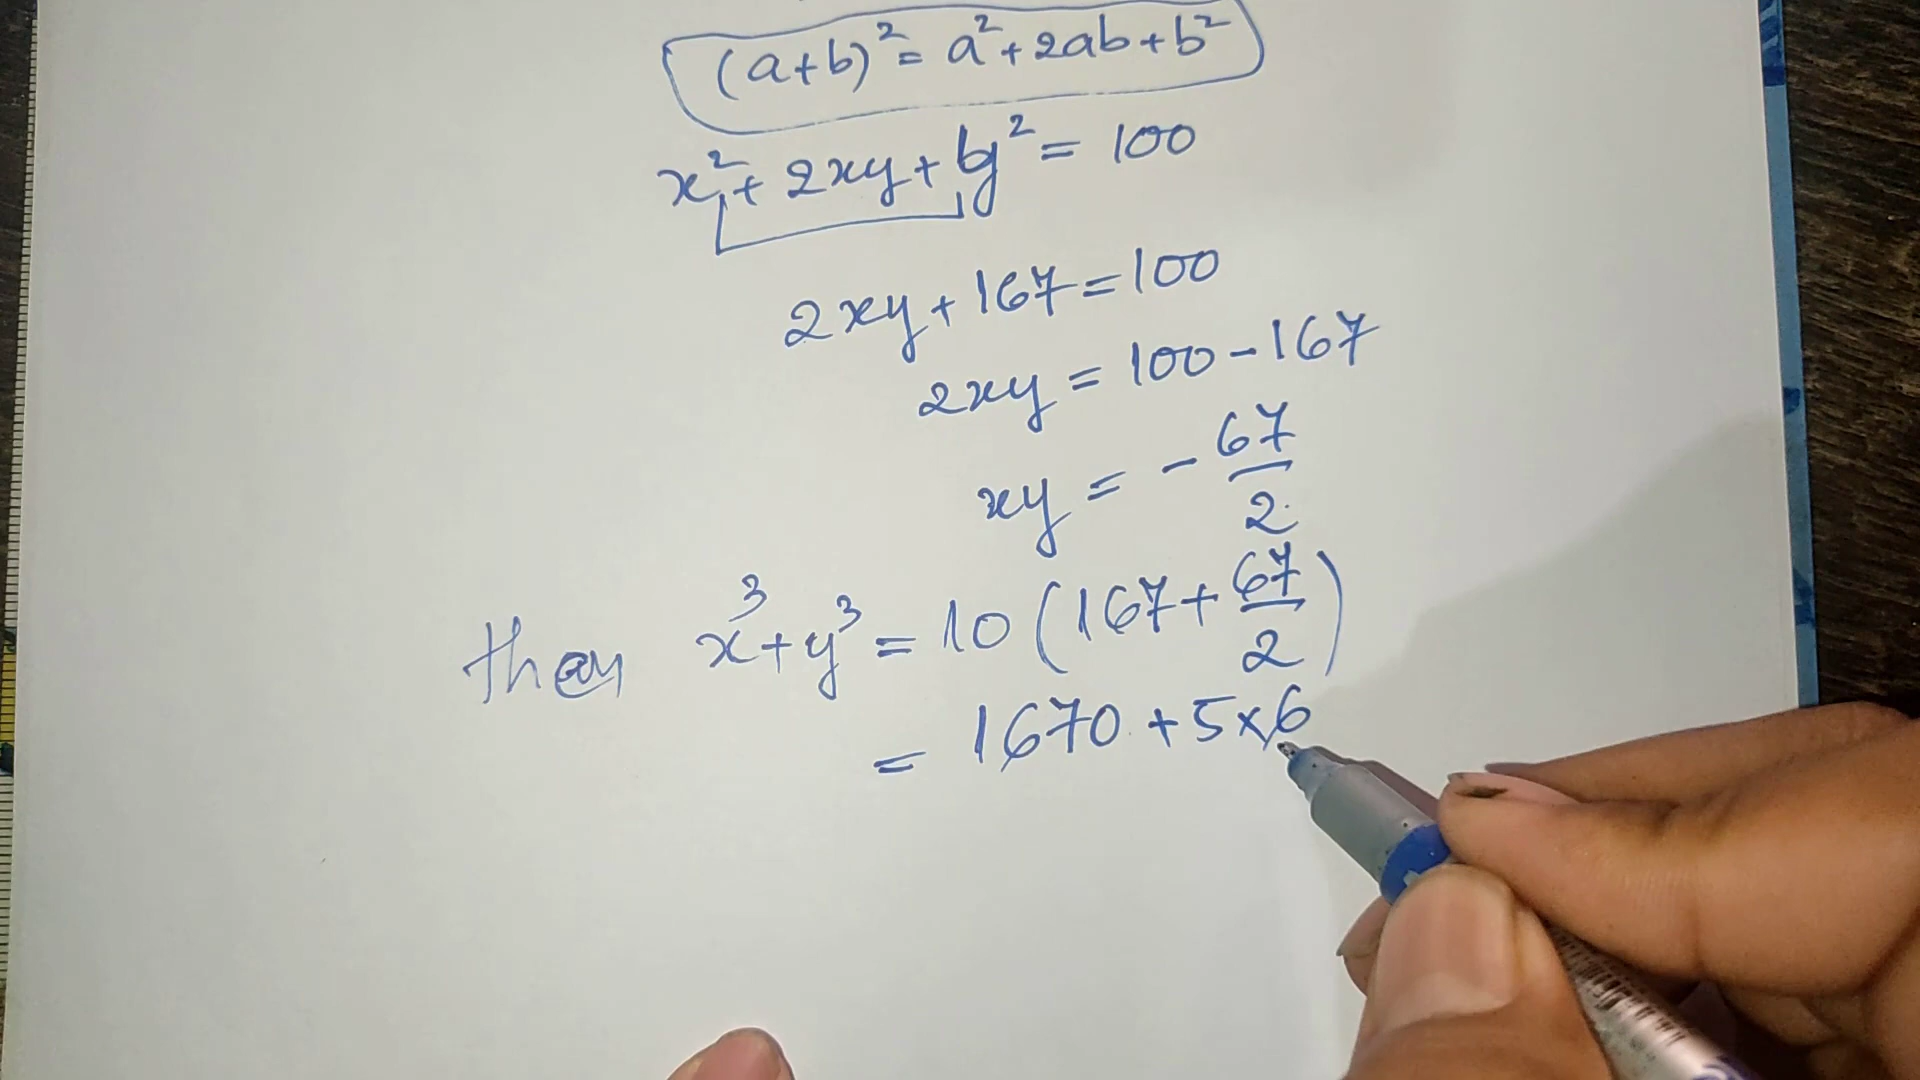 (a+b)² = a²+2ab+b²
x²+2xy+y² = 100
2xy+167=100
2xy = 100-167
xy = -67/2
then x³+y³ = 10(167+67/2)
= 1670+5×6